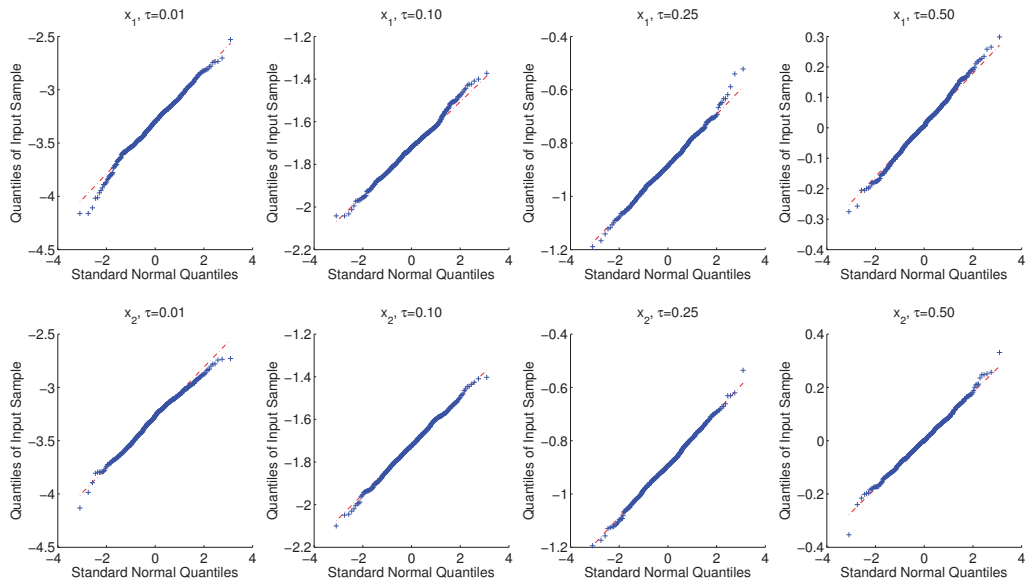 x1, τ=0.01
−2.5
−3
−3.5
−4
−4.5
Quantiles of Input Sample
−4 −2 0 2 4
Standard Normal Quantiles
x1, τ=0.10
−1.2
−1.4
−1.6
−1.8
−2
−2.2
Quantiles of Input Sample
−4 −2 0 2 4
Standard Normal Quantiles
x1, τ=0.25
−0.4
−0.6
−0.8
−1
−1.2
Quantiles of Input Sample
−4 −2 0 2 4
Standard Normal Quantiles
x1, τ=0.50
0.3
0.2
0.1
0
−0.1
−0.2
−0.3
−0.4
Quantiles of Input Sample
−4 −2 0 2 4
Standard Normal Quantiles
x2, τ=0.01
−2.5
−3
−3.5
−4
−4.5
Quantiles of Input Sample
−4 −2 0 2 4
Standard Normal Quantiles
x2, τ=0.10
−1.2
−1.4
−1.6
−1.8
−2
−2.2
Quantiles of Input Sample
−4 −2 0 2 4
Standard Normal Quantiles
x2, τ=0.25
−0.4
−0.6
−0.8
−1
−1.2
Quantiles of Input Sample
−4 −2 0 2 4
Standard Normal Quantiles
x2, τ=0.50
0.4
0.2
0
−0.2
−0.4
Quantiles of Input Sample
−4 −2 0 2 4
Standard Normal Quantiles